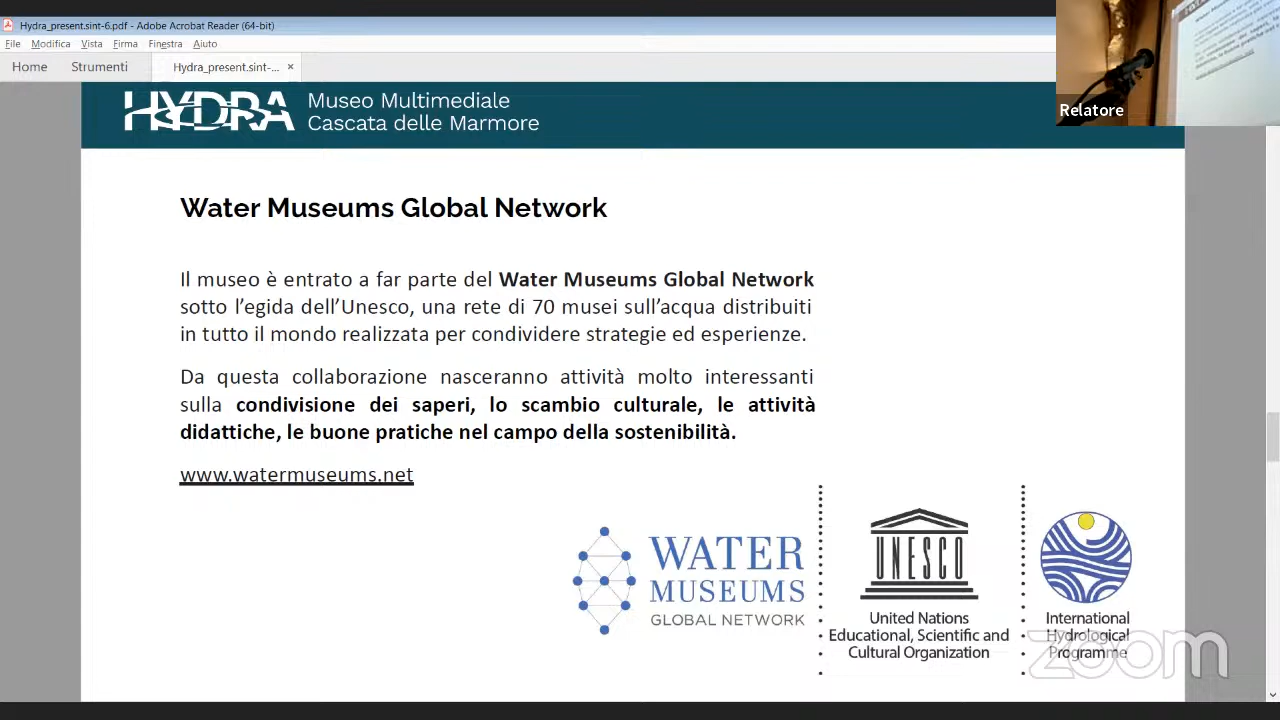 Hydra_present.sint-6.pdf - Adobe Acrobat Reader (64-bit)
File Modifica Vista Firma Finestra Aiuto
Home Strumenti Hydra_present.sint-... ×
Relatore
HYDRA Museo Multimediale
Cascata delle Marmore
Water Museums Global Network
Il museo è entrato a far parte del Water Museums Global Network
sotto l’egida dell’Unesco, una rete di 70 musei sull’acqua distribuiti
in tutto il mondo realizzata per condividere strategie ed esperienze.
Da questa collaborazione nasceranno attività molto interessanti
sulla condivisione dei saperi, lo scambio culturale, le attività
didattiche, le buone pratiche nel campo della sostenibilità.
www.watermuseums.net
WATER
MUSEUMS
GLOBAL NETWORK
UNESCO
United Nations
Educational, Scientific and
Cultural Organization
International
Hydrological
Programme
zoom